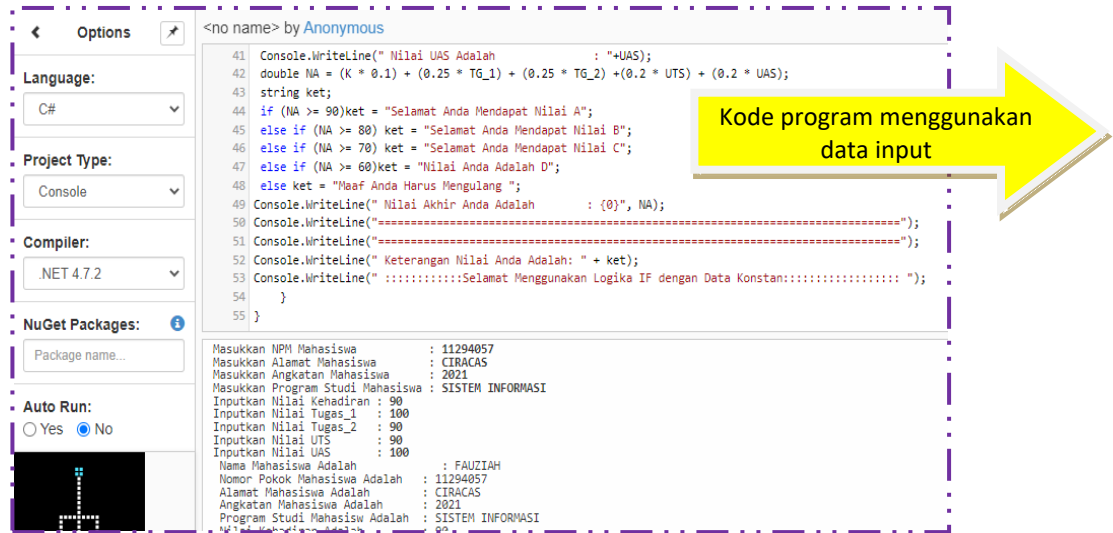 Options
Language:
C#
Project Type:
Console
Compiler:
.NET 4.7.2
NuGet Packages:
Package name...
Auto Run:
Yes No
<no name> by Anonymous
41 Console.WriteLine(" Nilai UAS Adalah : "+UAS);
42 double NA = (K * 0.1) + (0.25 * TG_1) + (0.25 * TG_2) +(0.2 * UTS) + (0.2 * UAS);
43 string ket;
44 if (NA >= 90)ket = "Selamat Anda Mendapat Nilai A";
45 else if (NA >= 80) ket = "Selamat Anda Mendapat Nilai B";
46 else if (NA >= 70) ket = "Selamat Anda Mendapat Nilai C";
47 else if (NA >= 60)ket = "Nilai Anda Adalah D";
48 else ket = "Maaf Anda Harus Mengulang ";
49 Console.WriteLine(" Nilai Akhir Anda Adalah : {0}", NA);
50 Console.WriteLine("================================================================================");
51 Console.WriteLine("================================================================================");
52 Console.WriteLine(" Keterangan Nilai Anda Adalah: " + ket);
53 Console.WriteLine(" ::::::::::::Selamat Menggunakan Logika IF dengan Data Konstan:::::::::::::::::: ");
54 }
55 }
Masukkan NPM Mahasiswa : 11294057
Masukkan Alamat Mahasiswa : CIRACAS
Masukkan Angkatan Mahasiswa : 2021
Masukkan Program Studi Mahasiswa : SISTEM INFORMASI
Inputkan Nilai Kehadiran : 90
Inputkan Nilai Tugas_1 : 100
Inputkan Nilai Tugas_2 : 90
Inputkan Nilai UTS : 90
Inputkan Nilai UAS : 100
Nama Mahasiswa Adalah : FAUZIAH
Nomor Pokok Mahasiswa Adalah : 11294057
Alamat Mahasiswa Adalah : CIRACAS
Angkatan Mahasiswa Adalah : 2021
Program Studi Mahasisw Adalah : SISTEM INFORMASI
Nilai Kehadiran Adalah : 90
Kode program menggunakan
data input